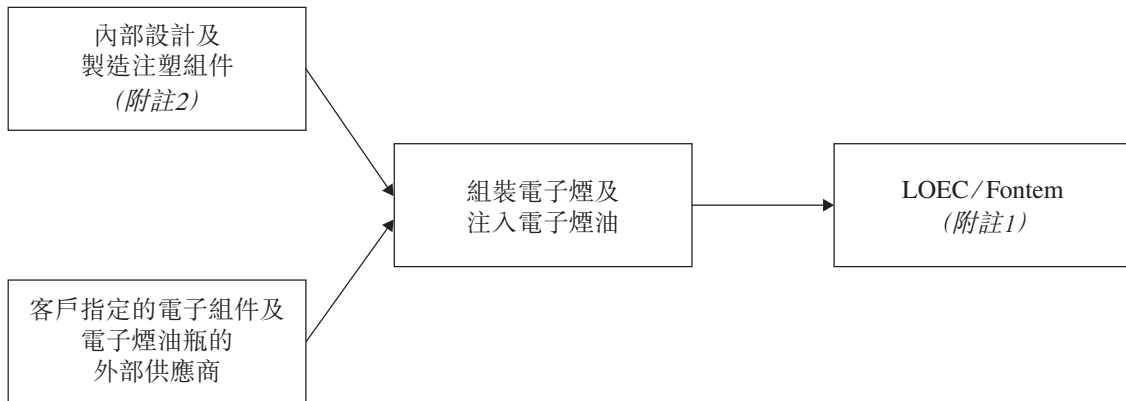 內部設計及
製造注塑組件
(附註2)
客戶指定的電子組件及
電子煙油瓶的
外部供應商
組裝電子煙及
注入電子煙油
LOEC/Fontem
(附註1)